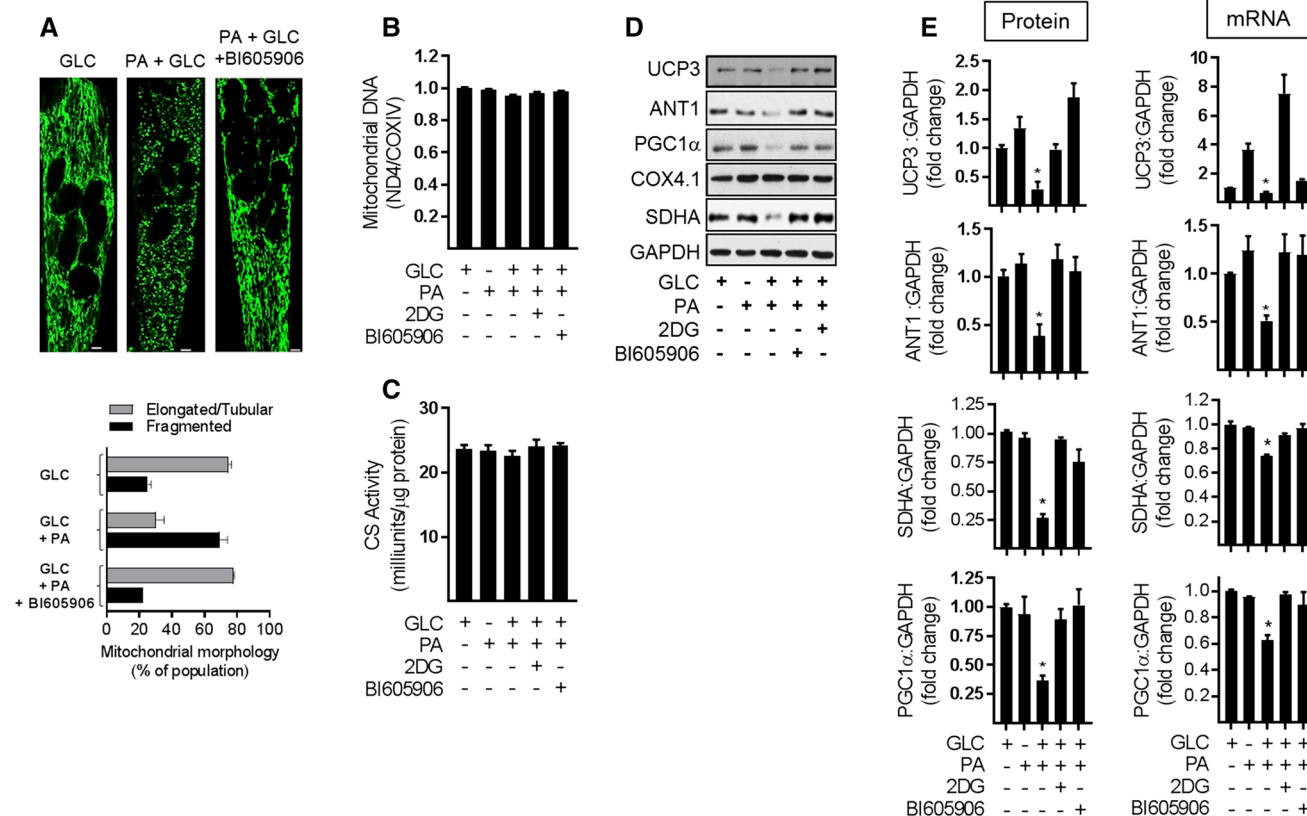 A
GLC
PA + GLC
PA + GLC
+BI605906
Elongated/Tubular
Fragmented
GLC
GLC
+ PA
GLC
+ PA
+ BI605906
0 20 40 60 80 100
Mitochondrial morphology
(% of population)
B
Mitochondrial DNA
(ND4/COXIV)
1.2
1.0
0.8
0.6
0.4
0.2
GLC + - + + +
PA - + + + +
2DG - - - + -
BI605906 - - - - +
C
CS Activity
(milliunits/µg protein)
30
20
10
GLC + - + + +
PA - + + + +
2DG - - - + -
BI605906 - - - - +
D
UCP3
ANT1
PGC1α
COX4.1
SDHA
GAPDH
GLC + - + + +
PA - + + + +
2DG - - - - +
BI605906 - - - + -
E
Protein
UCP3 :GAPDH
(fold change)
2.5
2.0
1.5
1.0
0.5
*
ANT1 :GAPDH
(fold change)
1.5
1.0
0.5
*
SDHA:GAPDH
(fold change)
1.25
1.00
0.75
0.50
0.25
*
PGC1α:GAPDH
(fold change)
1.25
1.00
0.75
0.50
0.25
*
GLC + - + + +
PA - + + + +
2DG - - - + -
BI605906 - - - - +
mRNA
UCP3:GAPDH
(fold change)
10
8
6
4
2
*
ANT1:GAPDH
(fold change)
1.5
1.0
0.5
*
SDHA:GAPDH
(fold change)
1.2
1.0
0.8
0.6
0.4
0.2
*
PGC1α:GAPDH
(fold change)
1.0
0.8
0.6
0.4
0.2
*
GLC + - + + +
PA - + + + +
2DG - - - + -
BI605906 - - - - +